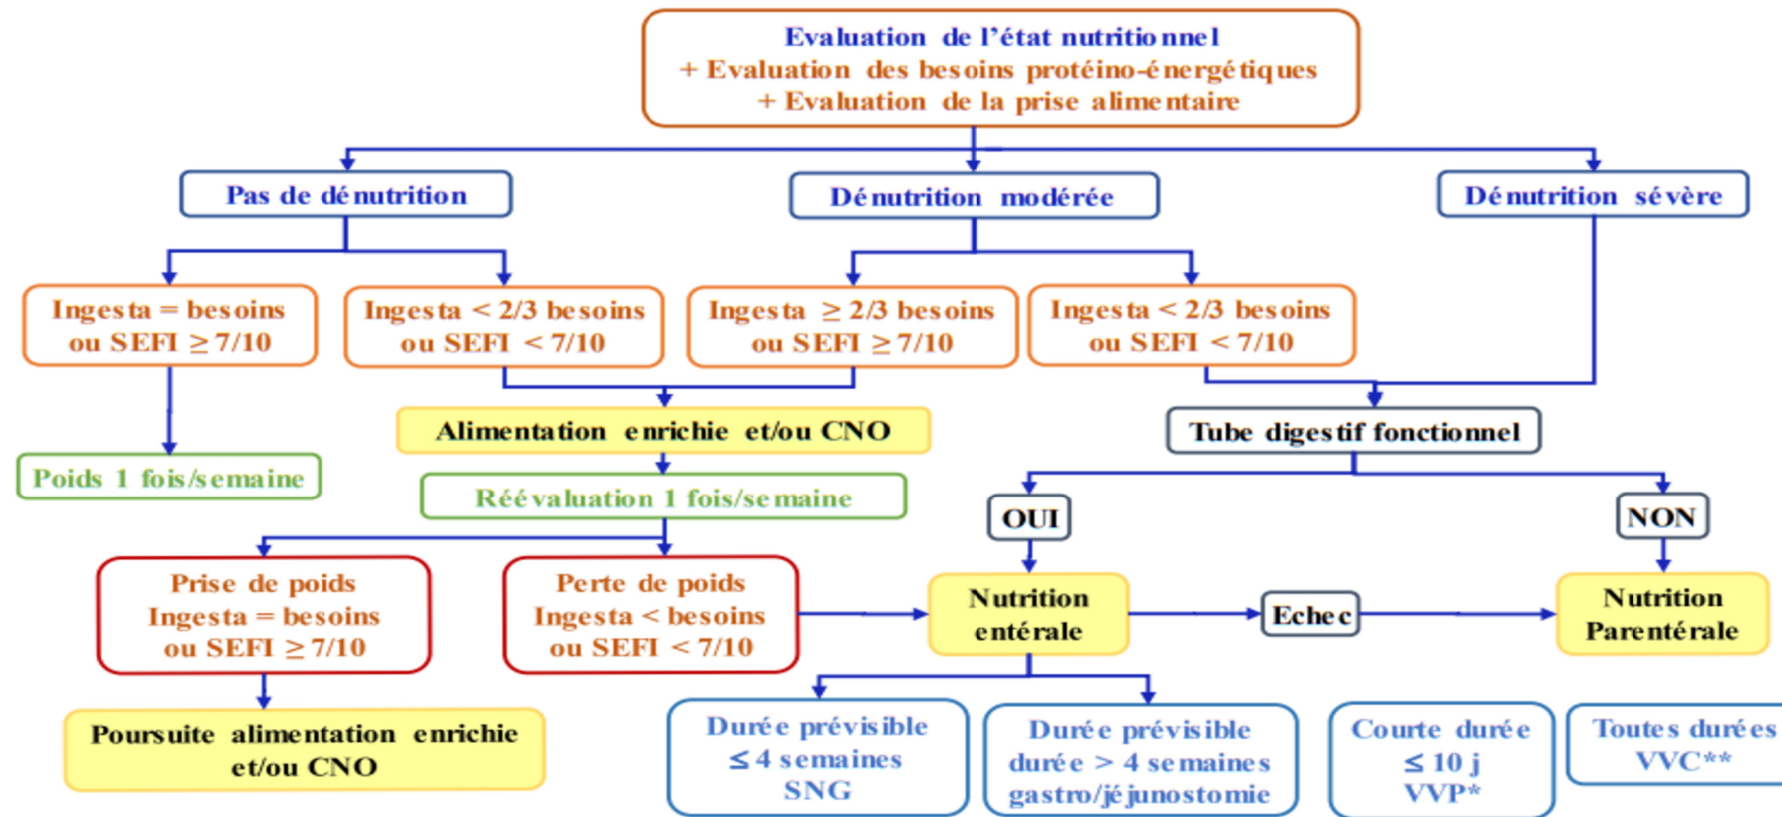 Evaluation de l'état nutritionnel
+ Evaluation des besoins protéino-énergétiques
+ Evaluation de la prise alimentaire
Pas de dénutrition
Dénutrition modérée
Dénutrition sévère
Ingesta = besoins
ou SEFI ≥ 7/10
Ingesta < 2/3 besoins
ou SEFI < 7/10
Ingesta ≥ 2/3 besoins
ou SEFI ≥ 7/10
Ingesta < 2/3 besoins
ou SEFI < 7/10
Alimentation enrichie et/ou CNO
Tube digestif fonctionnel
Poids 1 fois/semaine
Réévaluation 1 fois/semaine
OUI
NON
Prise de poids
Ingesta = besoins
ou SEFI ≥ 7/10
Perte de poids
Ingesta < besoins
ou SEFI < 7/10
Nutrition
entérale
Echec
Nutrition
Parentérale
Poursuite alimentation enrichie
et/ou CNO
Durée prévisible
≤ 4 semaines
SNG
Durée prévisible
durée > 4 semaines
gastro/jéjunostomie
Courte durée
≤ 10 j
VVP*
Toutes durées
VVC**